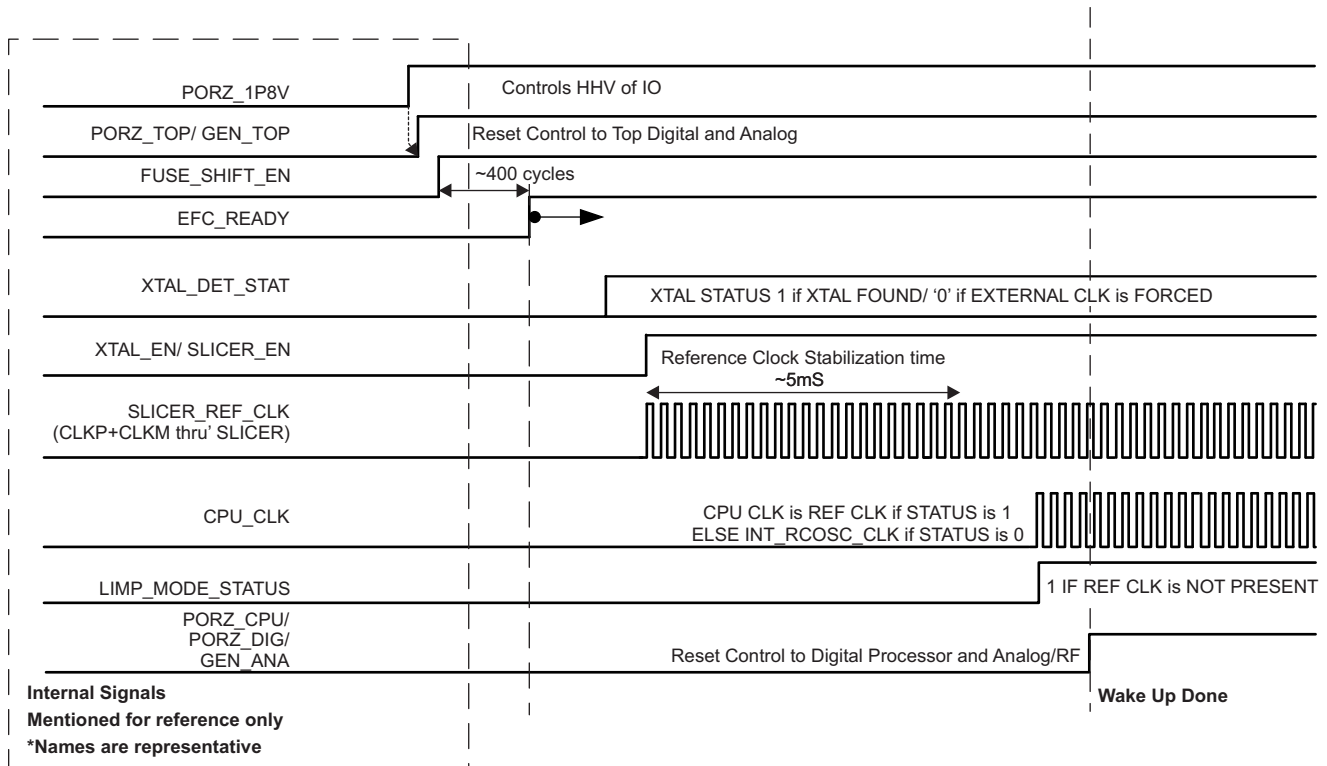 PORZ_1P8V
Controls HHV of IO
PORZ_TOP/ GEN_TOP
Reset Control to Top Digital and Analog
FUSE_SHIFT_EN
~400 cycles
EFC_READY
XTAL_DET_STAT
XTAL STATUS 1 if XTAL FOUND/ ‘0’ if EXTERNAL CLK is FORCED
XTAL_EN/ SLICER_EN
Reference Clock Stabilization time
~5mS
SLICER_REF_CLK
(CLKP+CLKM thru’ SLICER)
CPU_CLK
CPU CLK is REF CLK if STATUS is 1
ELSE INT_RCOSC_CLK if STATUS is 0
LIMP_MODE_STATUS
1 IF REF CLK is NOT PRESENT
PORZ_CPU/
PORZ_DIG/
GEN_ANA
Reset Control to Digital Processor and Analog/RF
Internal Signals
Mentioned for reference only
*Names are representative
Wake Up Done